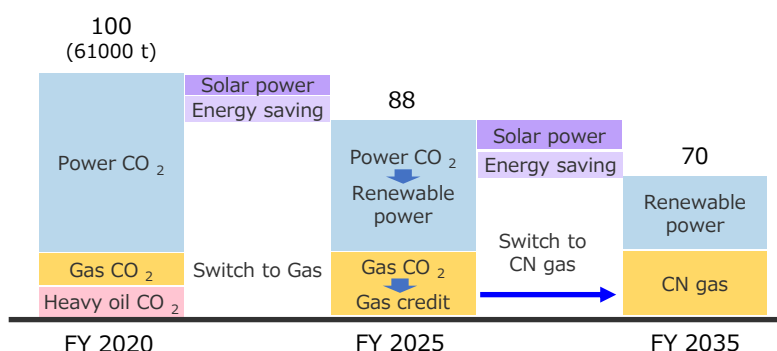 100
(61000 t)
Power CO 2
Gas CO 2
Heavy oil CO 2
FY 2020
Solar power
Energy saving
Switch to Gas
88
Power CO 2
Renewable
power
Gas CO 2
Gas credit
FY 2025
Solar power
Energy saving
Switch to
CN gas
70
Renewable
power
CN gas
FY 2035